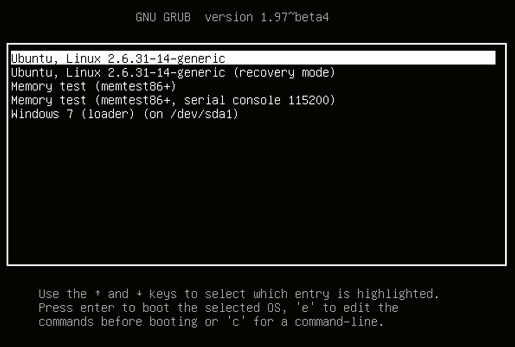 GNU GRUB  version 1.97~beta4
Ubuntu, Linux 2.6.31-14-generic
Ubuntu, Linux 2.6.31-14-generic (recovery mode)
Memory test (memtest86+)
Memory test (memtest86+, serial console 115200)
Windows 7 (loader) (on /dev/sda1)
Use the ↑ and ↓ keys to select which entry is highlighted.
Press enter to boot the selected OS, 'e' to edit the
commands before booting or 'c' for a command-line.